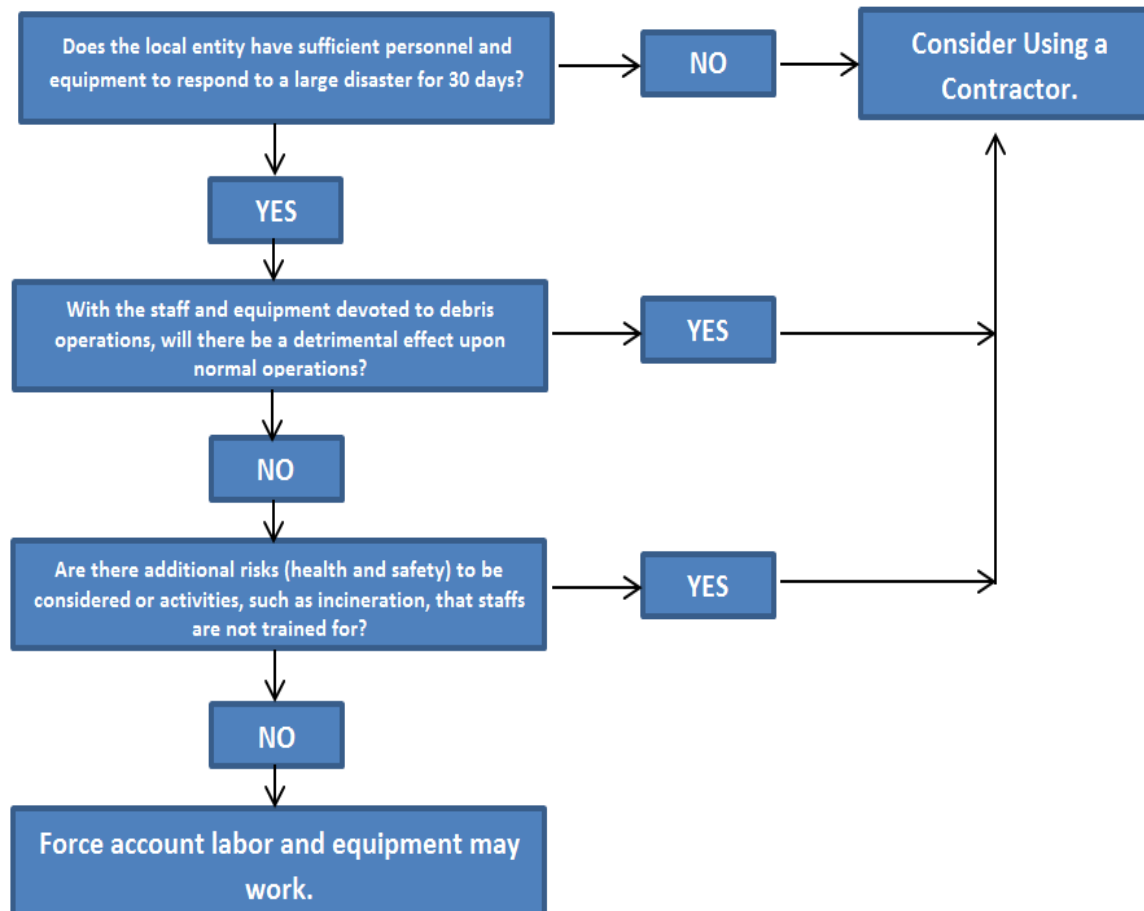 Does the local entity have sufficient personnel and
equipment to respond to a large disaster for 30 days?
NO
Consider Using a
Contractor.
YES
With the staff and equipment devoted to debris
operations, will there be a detrimental effect upon
normal operations?
YES
NO
Are there additional risks (health and safety) to be
considered or activities, such as incineration, that staffs
are not trained for?
YES
NO
Force account labor and equipment may
work.